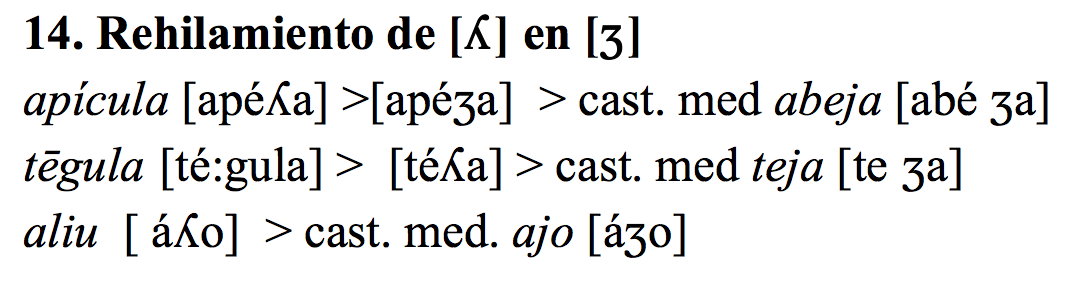 14. Rehilamiento de [ʎ] en [ʒ]
apícula [apéʎa] >[apéʒa] > cast. med abeja [abé ʒa]
tēgula [té:gula] > [téʎa] > cast. med teja [te ʒa]
aliu [ áʎo] > cast. med. ajo [áʒo]